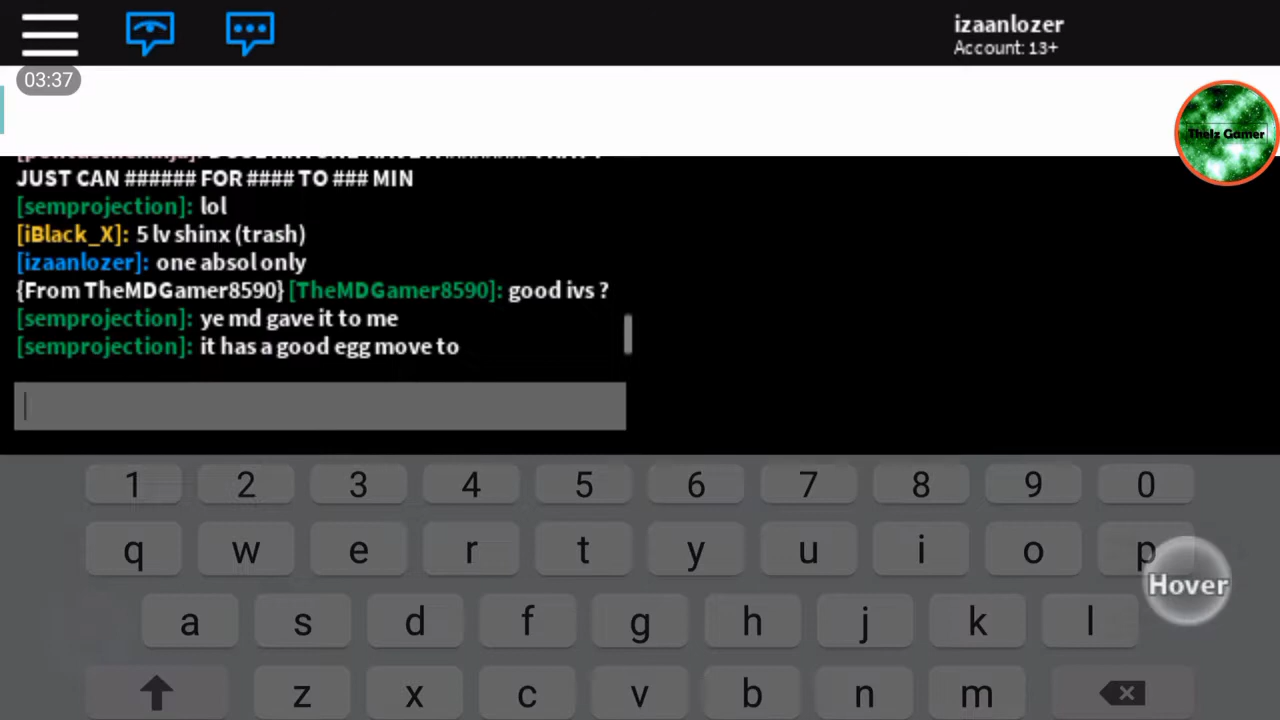 izaanlozer
Account: 13+
03:37
TheIz Gamer
JUST CAN ###### FOR #### TO ### MIN
[semprojection]: lol
[iBlack_X]: 5 lv shinx (trash)
[izaanlozer]: one absol only
{From TheMDGamer8590} [TheMDGamer8590]: good ivs ?
[semprojection]: ye md gave it to me
[semprojection]: it has a good egg move to
1 2 3 4 5 6 7 8 9 0
q w e r t y u i o p
Hover
a s d f g h j k l
z x c v b n m